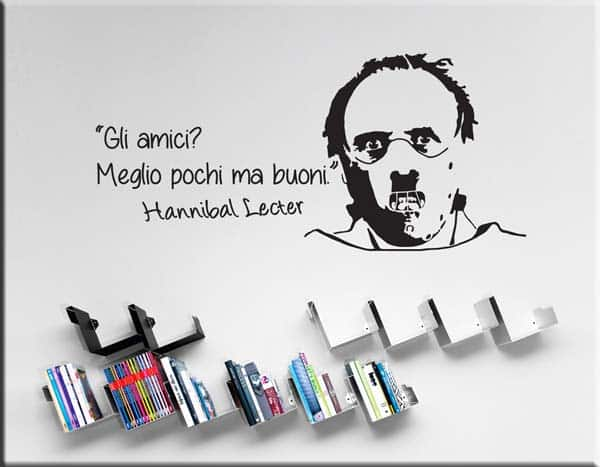 “Gli amici?
Meglio pochi ma buoni.”
Hannibal Lecter